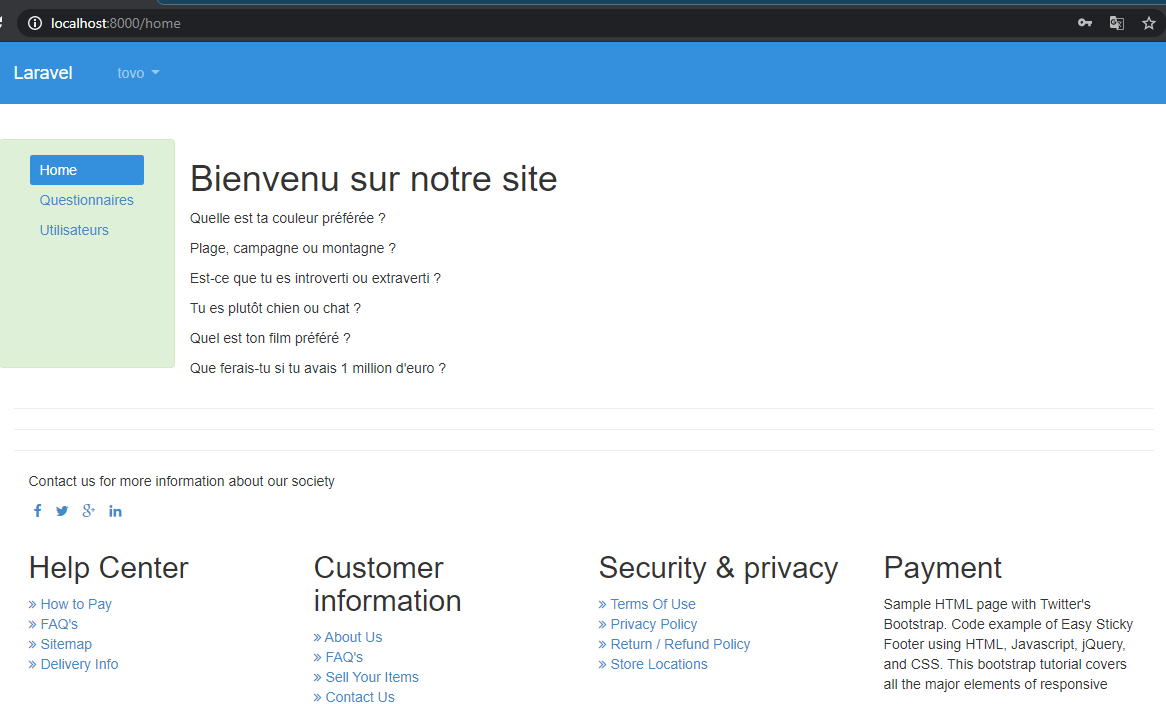 localhost:8000/home
Laravel
tovo
Home
Questionnaires
Utilisateurs
Bienvenu sur notre site
Quelle est ta couleur préférée ?
Plage, campagne ou montagne ?
Est-ce que tu es introverti ou extraverti ?
Tu es plutôt chien ou chat ?
Quel est ton film préféré ?
Que ferais-tu si tu avais 1 million d'euro ?
Contact us for more information about our society
Help Center
» How to Pay
» FAQ's
» Sitemap
» Delivery Info
Customer
information
» About Us
» FAQ's
» Sell Your Items
» Contact Us
Security & privacy
» Terms Of Use
» Privacy Policy
» Return / Refund Policy
» Store Locations
Payment
Sample HTML page with Twitter's
Bootstrap. Code example of Easy Sticky
Footer using HTML, Javascript, jQuery,
and CSS. This bootstrap tutorial covers
all the major elements of responsive